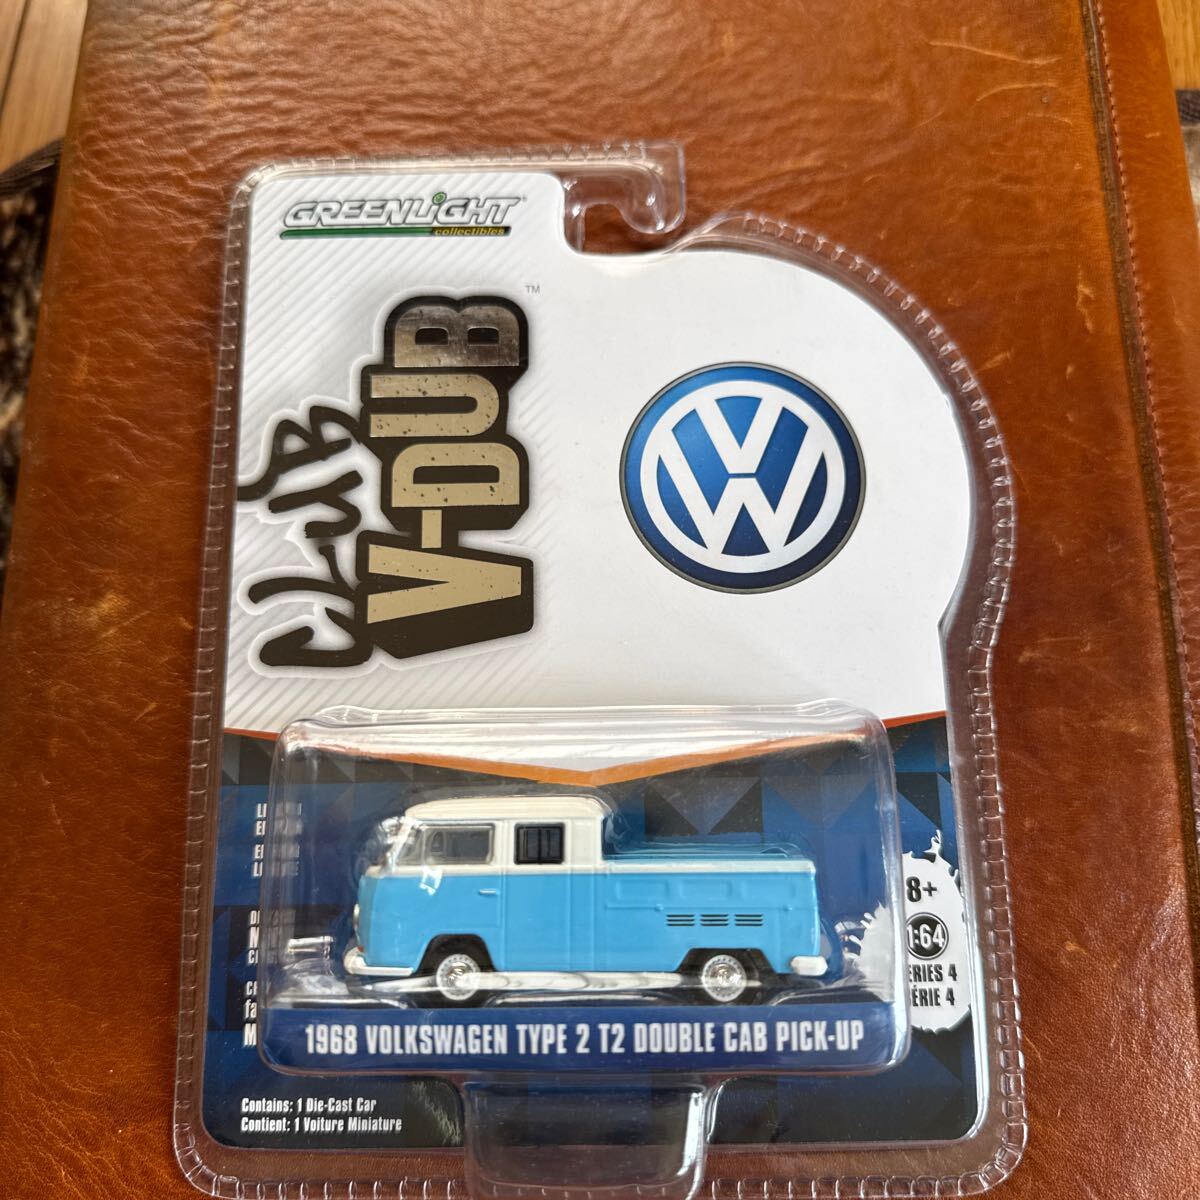 GREENLIGHT
collectibles
Club
V-DUB
™
VW
8+
1:64
SERIES 4
SÉRIE 4
1968 VOLKSWAGEN TYPE 2 T2 DOUBLE CAB PICK-UP
Contains: 1 Die-Cast Car
Contient: 1 Voiture Miniature